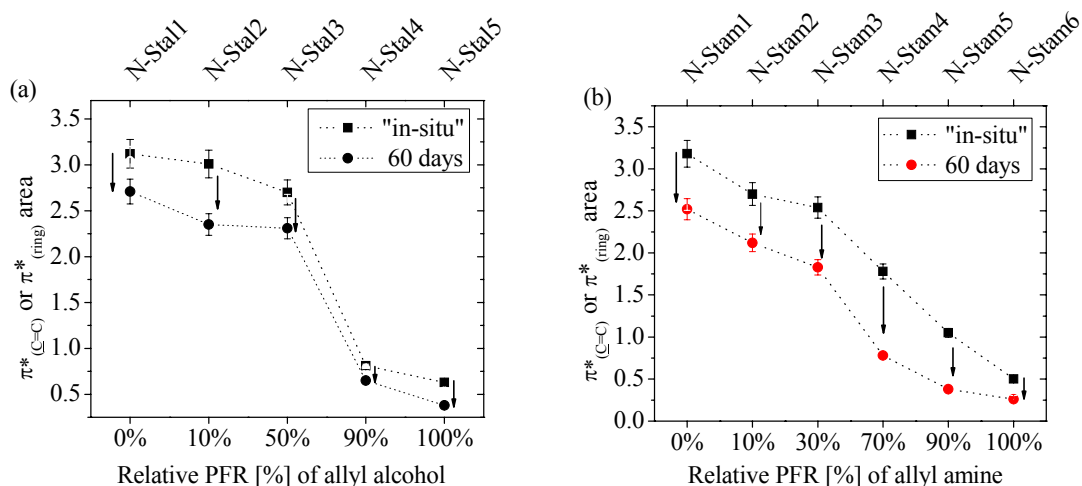 (a)
N-Stal1 N-Stal2 N-Stal3 N-Stal4 N-Stal5
"in-situ"
60 days
π*(C=C) or π*(ring) area
3.5
3.0
2.5
2.0
1.5
1.0
0.5
0% 10% 50% 90% 100%
Relative PFR [%] of allyl alcohol
(b)
N-Stam1 N-Stam2 N-Stam3 N-Stam4 N-Stam5 N-Stam6
"in-situ"
60 days
π*(C=C) or π*(ring) area
3.5
3.0
2.5
2.0
1.5
1.0
0.5
0.0
0% 10% 30% 70% 90% 100%
Relative PFR [%] of allyl amine